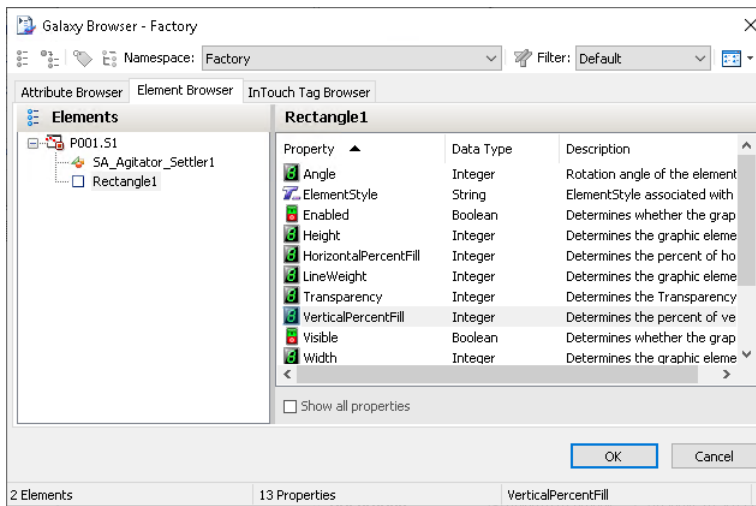 Galaxy Browser - Factory
Namespace: Factory Filter: Default
Attribute Browser Element Browser InTouch Tag Browser
Elements
P001.S1
SA_Agitator_Settler1
Rectangle1
Rectangle1
Property Data Type Description
Angle Integer Rotation angle of the element
ElementStyle String ElementStyle associated with
Enabled Boolean Determines whether the grap
Height Integer Determines the graphic eleme
HorizontalPercentFill Integer Determines the percent of ho
LineWeight Integer Determines the graphic eleme
Transparency Integer Determines the Transparency
VerticalPercentFill Integer Determines the percent of ve
Visible Boolean Determines whether the grap
Width Integer Determines the graphic eleme
Show all properties
OK Cancel
2 Elements 13 Properties VerticalPercentFill